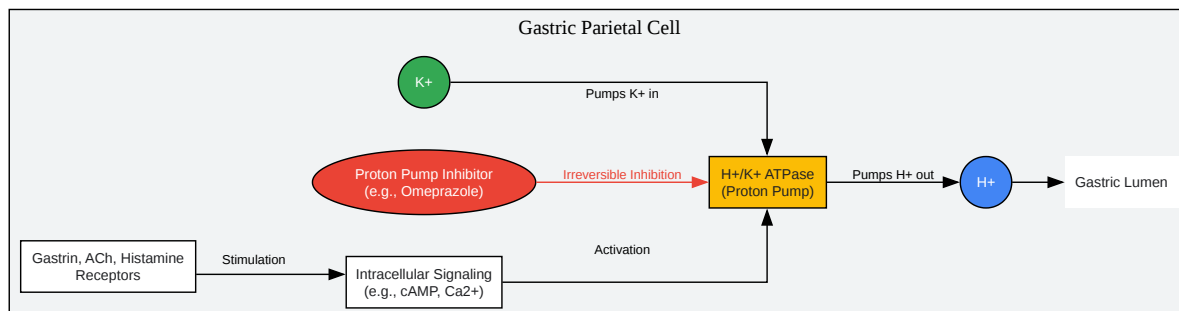 Gastric Parietal Cell
K+
Pumps K+ in
Proton Pump Inhibitor
(e.g., Omeprazole)
Irreversible Inhibition
H+/K+ ATPase
(Proton Pump)
Pumps H+ out
H+
Gastric Lumen
Gastrin, ACh, Histamine
Receptors
Stimulation
Intracellular Signaling
(e.g., cAMP, Ca2+)
Activation